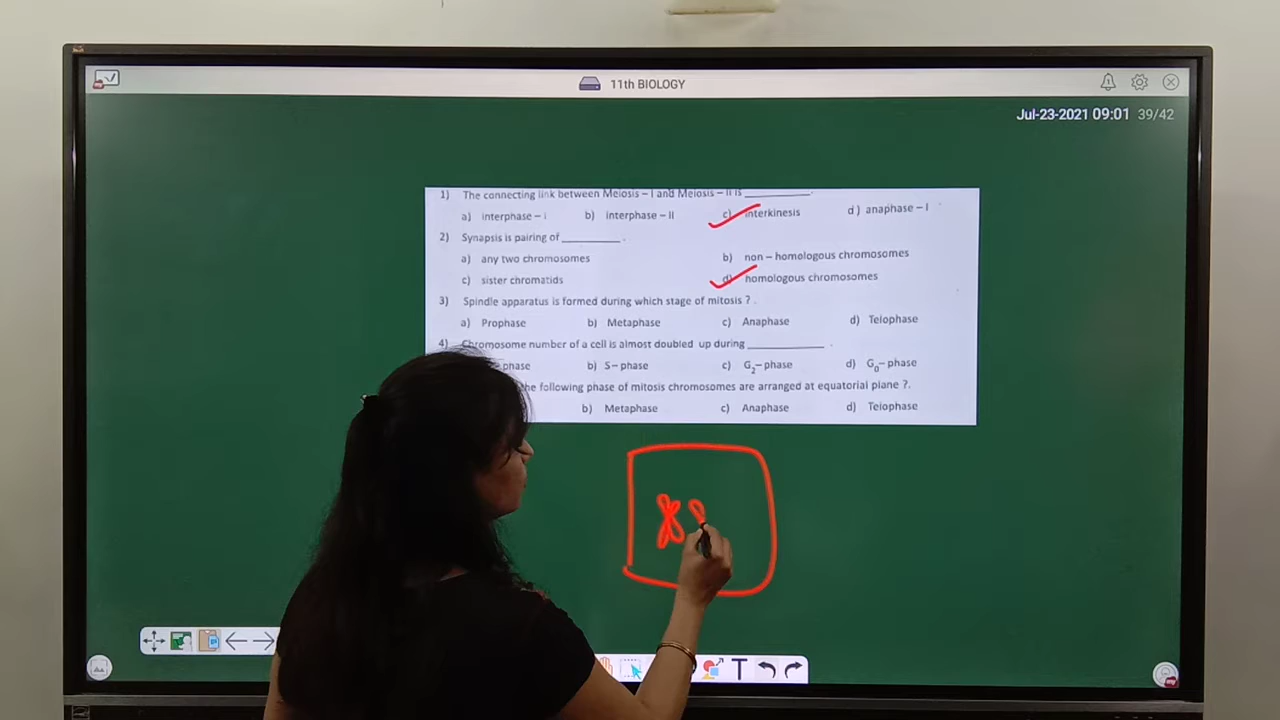 11th BIOLOGY
Jul-23-2021 09:01 39/42
1) The connecting link between Meiosis – I and Meiosis – II is ________.
a) interphase – I b) interphase – II c) interkinesis d) anaphase – I
2) Synapsis is pairing of ________.
a) any two chromosomes b) non – homologous chromosomes
c) sister chromatids d) homologous chromosomes
3) Spindle apparatus is formed during which stage of mitosis ? .
a) Prophase b) Metaphase c) Anaphase d) Telophase
4) Chromosome number of a cell is almost doubled up during ________ .
phase b) S– phase c) G2– phase d) G0– phase
the following phase of mitosis chromosomes are arranged at equatorial plane ?.
b) Metaphase c) Anaphase d) Telophase
T